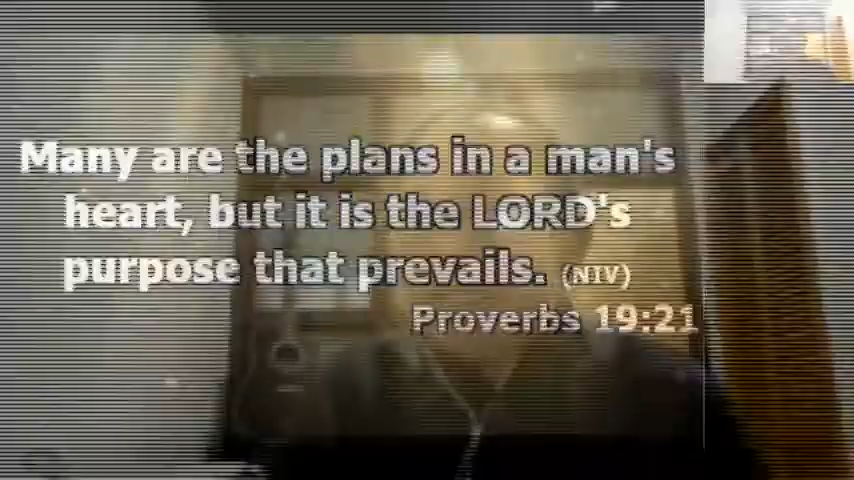 Many are the plans in a man's
heart, but it is the LORD's
purpose that prevails. (NIV)
Proverbs 19:21